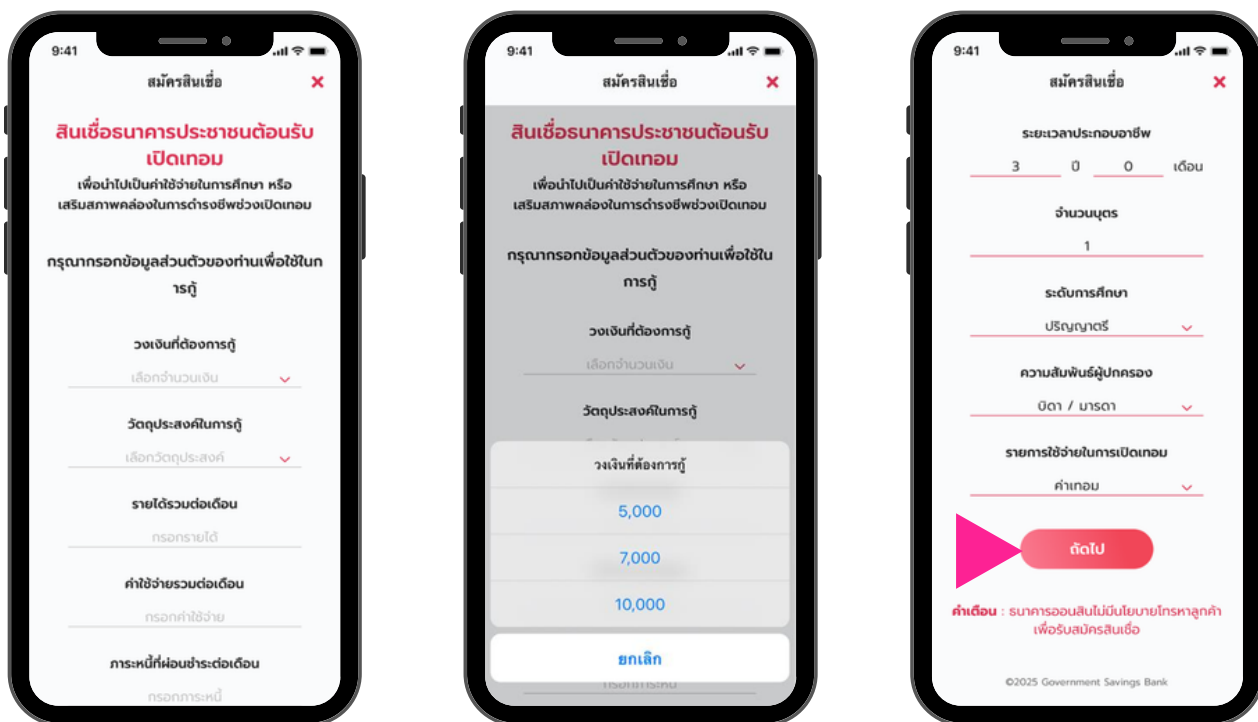 9:41
สมัครสินเชื่อ
สินเชื่อธนาคารประชาชนต้อนรับ
เปิดเทอม
เพื่อนำไปเป็นค่าใช้จ่ายในการศึกษา หรือ
เสริมสภาพคล่องในการดำรงชีพช่วงเปิดเทอม
กรุณากรอกข้อมูลส่วนตัวของท่านเพื่อใช้ในก
ารกู้
วงเงินที่ต้องการกู้
เลือกจำนวนเงิน
วัตถุประสงค์ในการกู้
เลือกวัตถุประสงค์
รายได้รวมต่อเดือน
กรอกรายได้
ค่าใช้จ่ายรวมต่อเดือน
กรอกค่าใช้จ่าย
ภาระหนี้ที่ผ่อนชำระต่อเดือน
กรอกภาระหนี้
9:41
สมัครสินเชื่อ
สินเชื่อธนาคารประชาชนต้อนรับ
เปิดเทอม
เพื่อนำไปเป็นค่าใช้จ่ายในการศึกษา หรือ
เสริมสภาพคล่องในการดำรงชีพช่วงเปิดเทอม
กรุณากรอกข้อมูลส่วนตัวของท่านเพื่อใช้ใน
การกู้
วงเงินที่ต้องการกู้
เลือกจำนวนเงิน
วัตถุประสงค์ในการกู้
วงเงินที่ต้องการกู้
5,000
7,000
10,000
ยกเลิก
9:41
สมัครสินเชื่อ
ระยะเวลาประกอบอาชีพ
3 ปี 0 เดือน
จำนวนบุตร
1
ระดับการศึกษา
ปริญญาตรี
ความสัมพันธ์ผู้ปกครอง
บิดา / มารดา
รายการใช้จ่ายในการเปิดเทอม
ค่าเทอม
ถัดไป
คำเตือน : ธนาคารออมสินไม่มีนโยบายโทรหาลูกค้า
เพื่อรับสมัครสินเชื่อ
©2025 Government Savings Bank